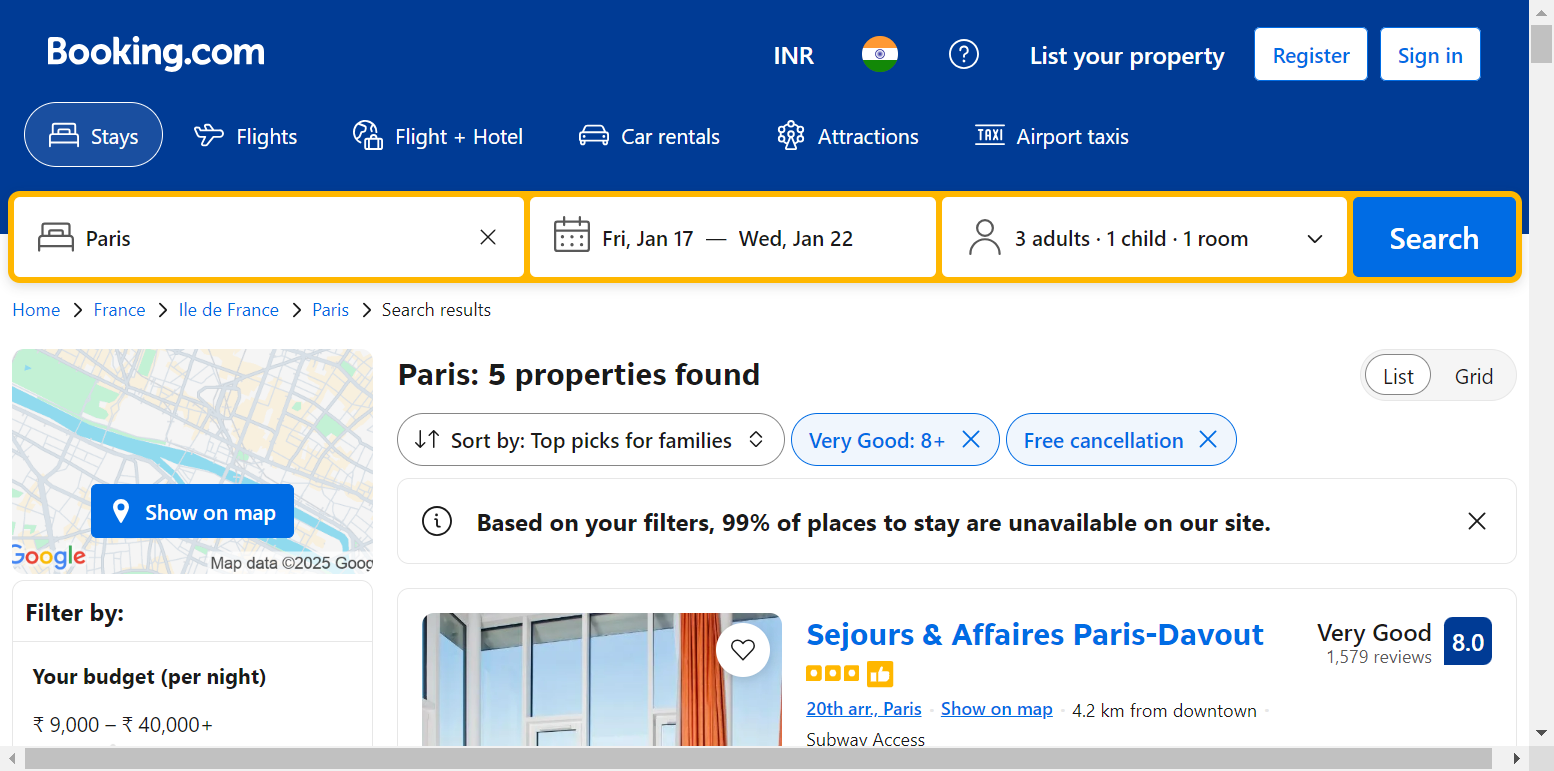 Booking.com
INR
List your property
Register
Sign in
Stays
Flights
Flight + Hotel
Car rentals
Attractions
TAXI
Airport taxis
Paris
Fri, Jan 17 — Wed, Jan 22
3 adults · 1 child · 1 room
Search
Home > France > Ile de France > Paris > Search results
Paris: 5 properties found
List
Grid
Sort by: Top picks for families
Very Good: 8+
Free cancellation
Show on map
Google
Map data ©2025 Goog
Based on your filters, 99% of places to stay are unavailable on our site.
Filter by:
Your budget (per night)
₹ 9,000 – ₹ 40,000+
Sejours & Affaires Paris-Davout
Very Good
1,579 reviews
8.0
20th arr., Paris · Show on map · 4.2 km from downtown ·
Subway Access